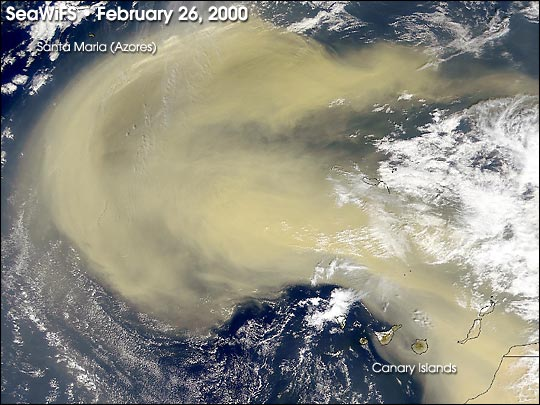 SeaWiFS - February 26, 2000
Santa Maria (Azores)
Canary Islands